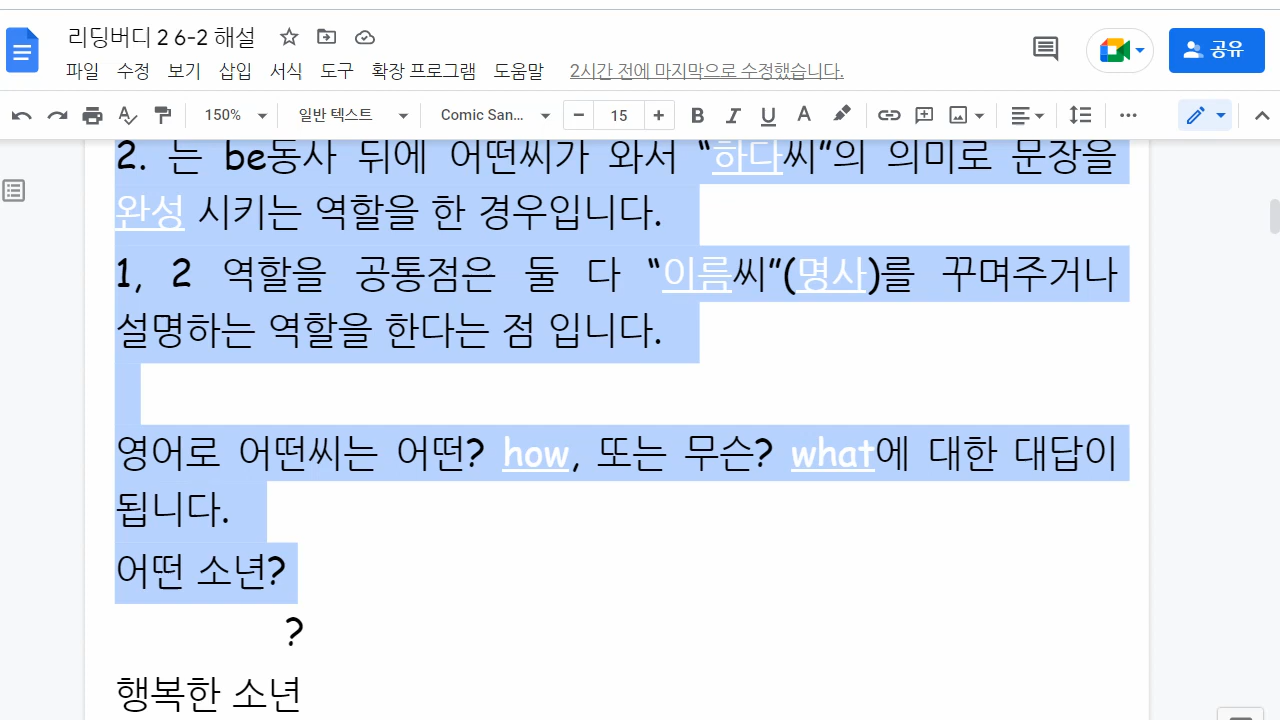 리딩버디 2 6-2 해설
파일 수정 보기 삽입 서식 도구 확장 프로그램 도움말 2시간 전에 마지막으로 수정했습니다.
공유
150% 일반 텍스트 Comic San... 15 B I U A
2. 는 be동사 뒤에 어떤씨가 와서 “하다씨”의 의미로 문장을
완성 시키는 역할을 한 경우입니다.
1, 2 역할을 공통점은 둘 다 “이름씨”(명사)를 꾸며주거나
설명하는 역할을 한다는 점 입니다.
영어로 어떤씨는 어떤? how, 또는 무슨? what에 대한 대답이
됩니다.
어떤 소년?
?
행복한 소년